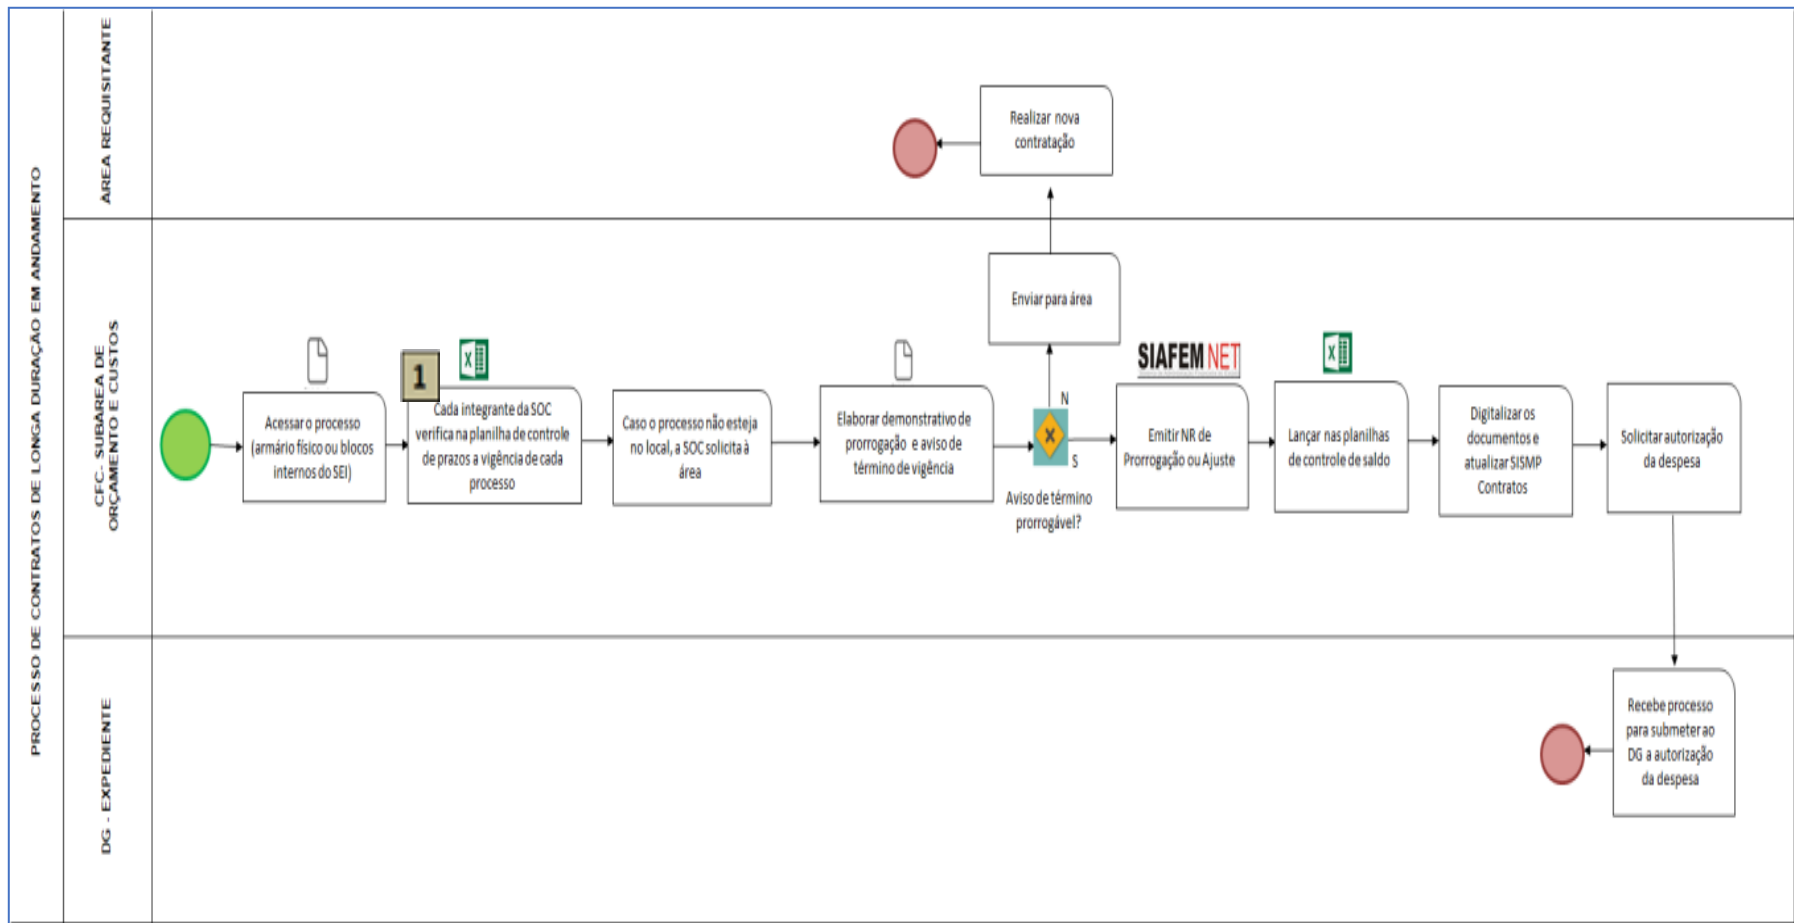 PROCESSO DE CONTRATOS DE LONGA DURAÇÃO EM ANDAMENTO
ÁREA REQUISITANTE
Realizar nova
contratação
CFC- SUBÁREA DE
ORÇAMENTO E CUSTOS
Acessar o processo
(armário físico ou blocos
internos do SEI)
1
Cada integrante da SOC
verifica na planilha de controle
de prazos a vigência de cada
processo
Caso o processo não esteja
no local, a SOC solicita à
área
Elaborar demonstrativo de
prorrogação e aviso de
término de vigência
Enviar para área
N
S
Aviso de término
prorrogável?
SIAFEM NET
Emitir NR de
Prorrogação ou Ajuste
Lançar nas planilhas
de controle de saldo
Digitalizar os
documentos e
atualizar SISMP
Contratos
Solicitar autorização
da despesa
DG - EXPEDIENTE
Recebe processo
para submeter ao
DG a autorização
da despesa